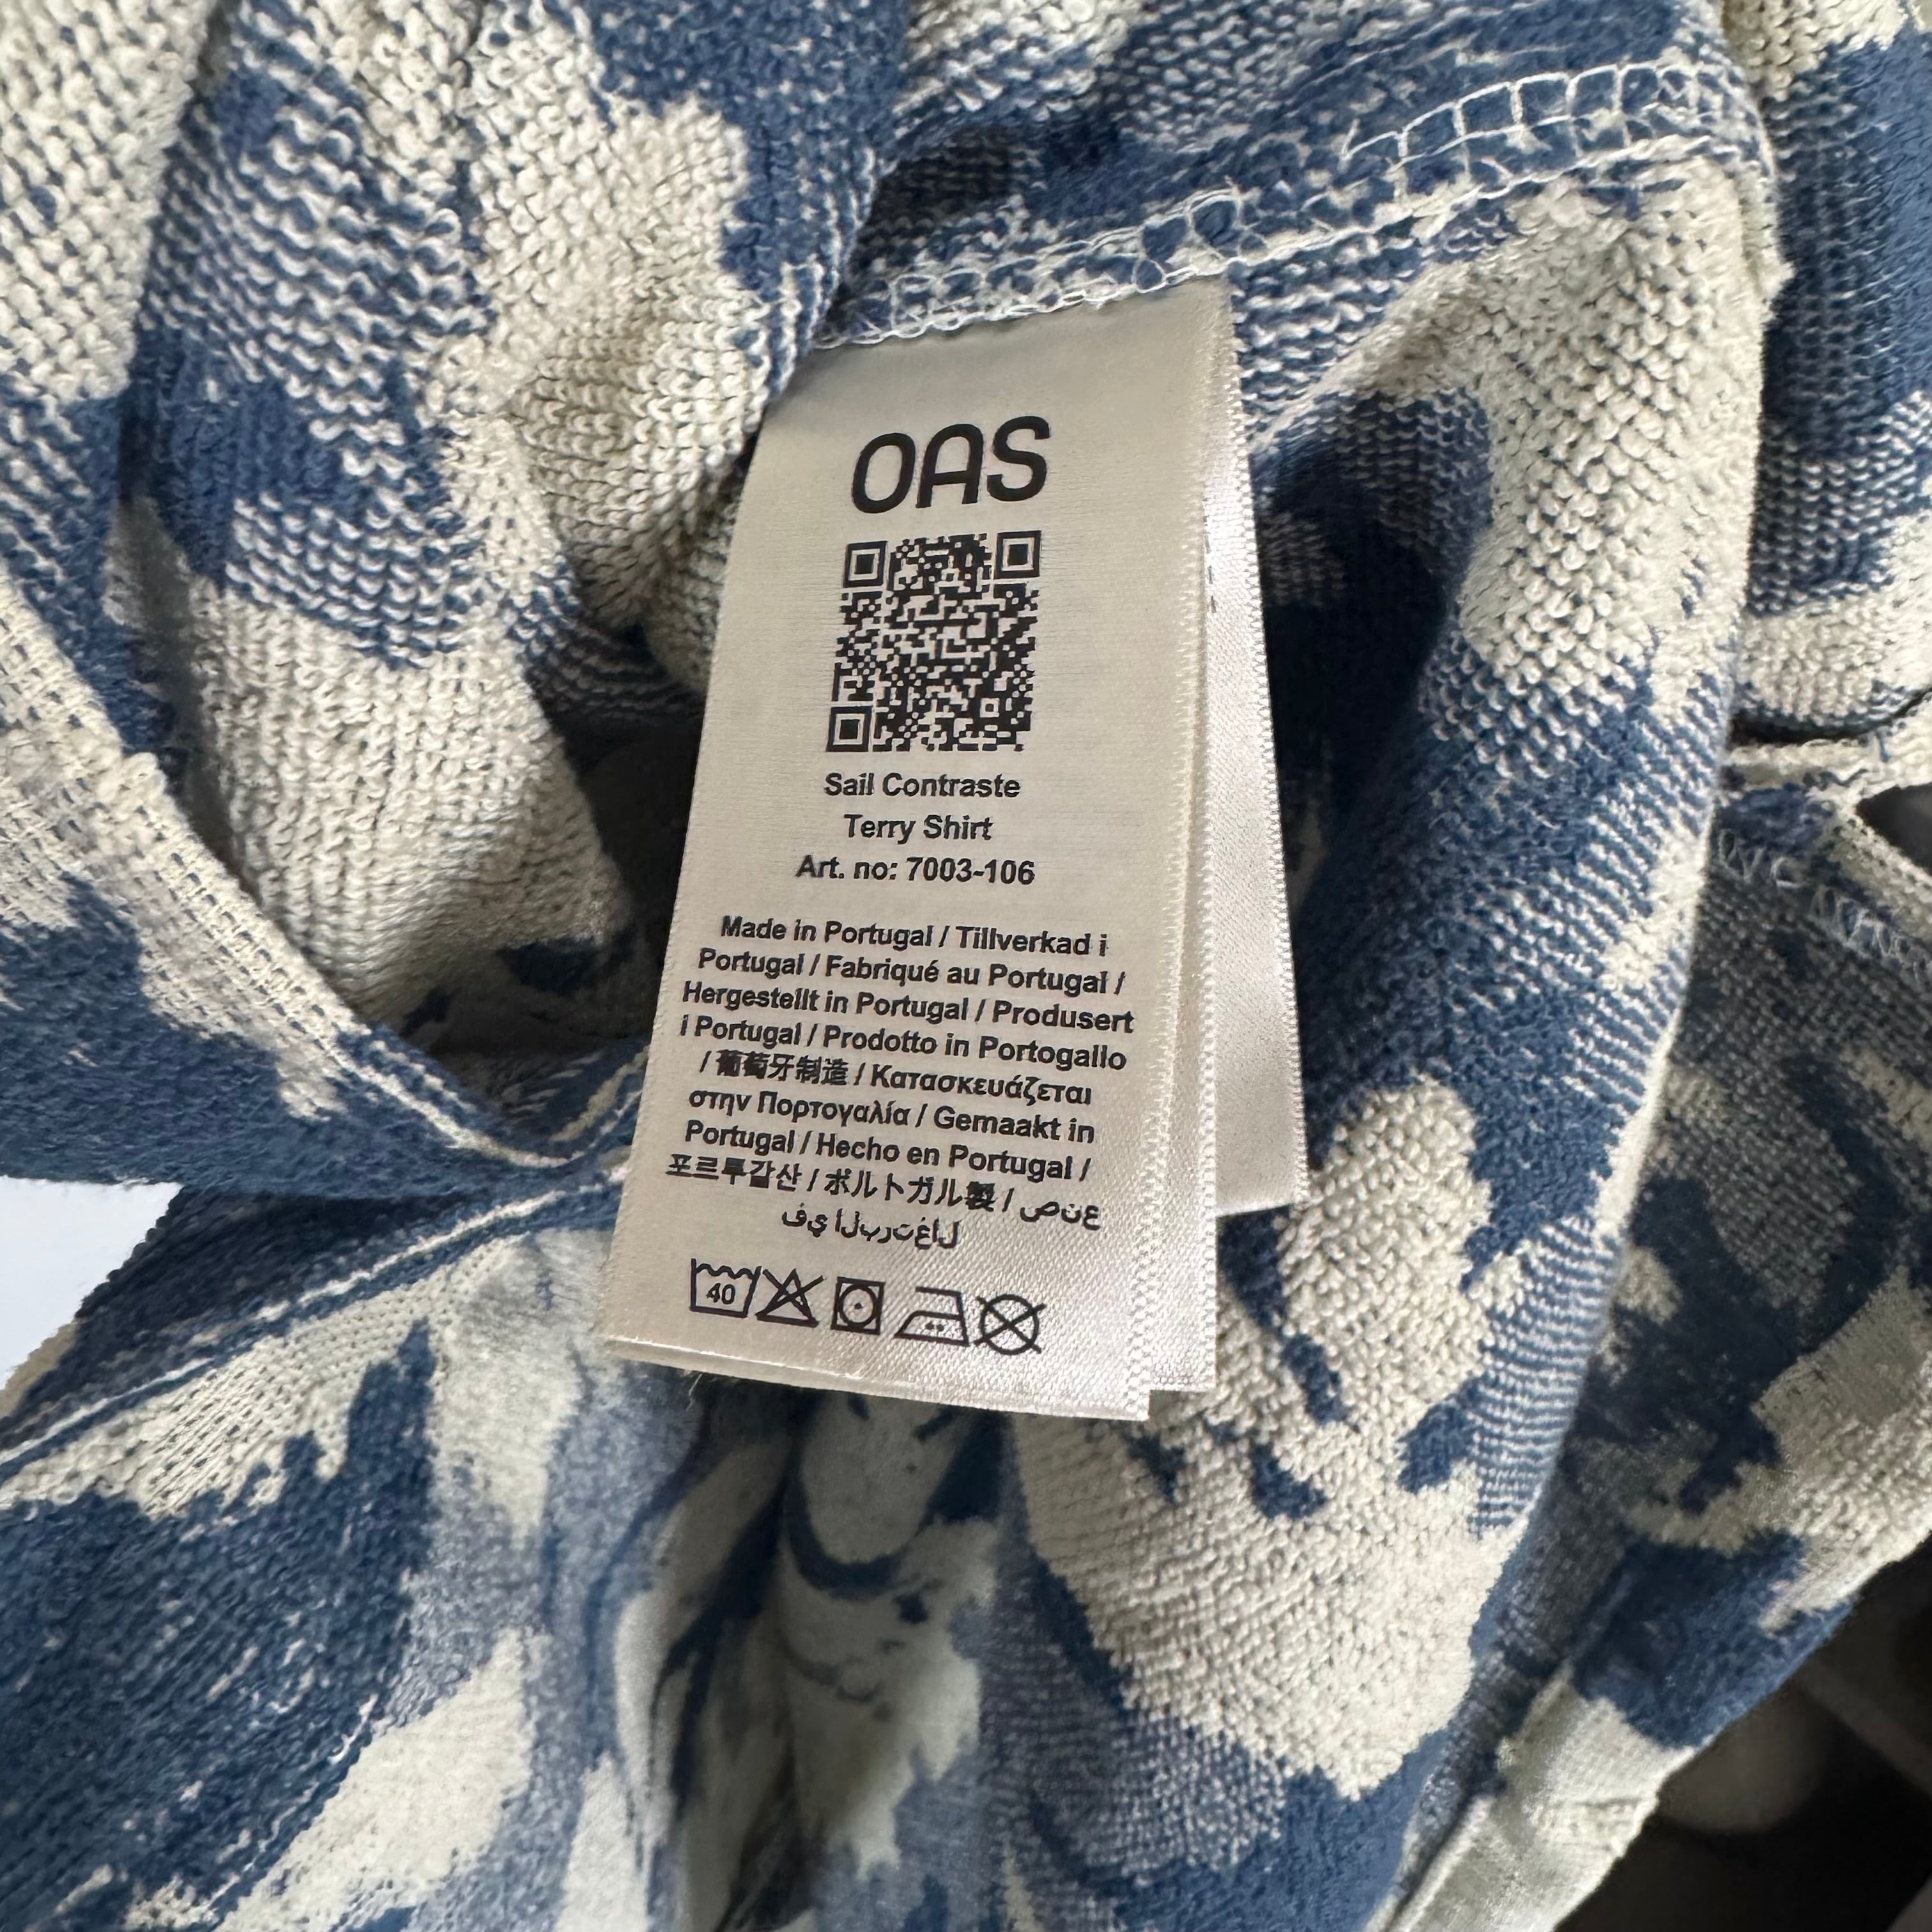 OAS
Sail Contraste
Terry Shirt
Art. no: 7003-106
Made in Portugal / Tillverkad i
Portugal / Fabriqué au Portugal /
Hergestellt in Portugal / Produsert
i Portugal / Prodotto in Portogallo
/ 葡萄牙制造 / Κατασκευάζεται
στην Πορτογαλία / Gemaakt in
Portugal / Hecho en Portugal /
포르투갈산 / ポルトガル製 / صنع
في البرتغال
40